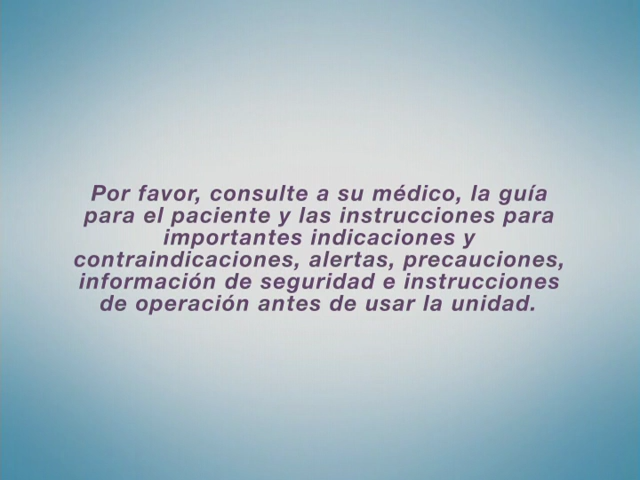 Por favor, consulte a su médico, la guía
para el paciente y las instrucciones para
importantes indicaciones y
contraindicaciones, alertas, precauciones,
información de seguridad e instrucciones
de operación antes de usar la unidad.